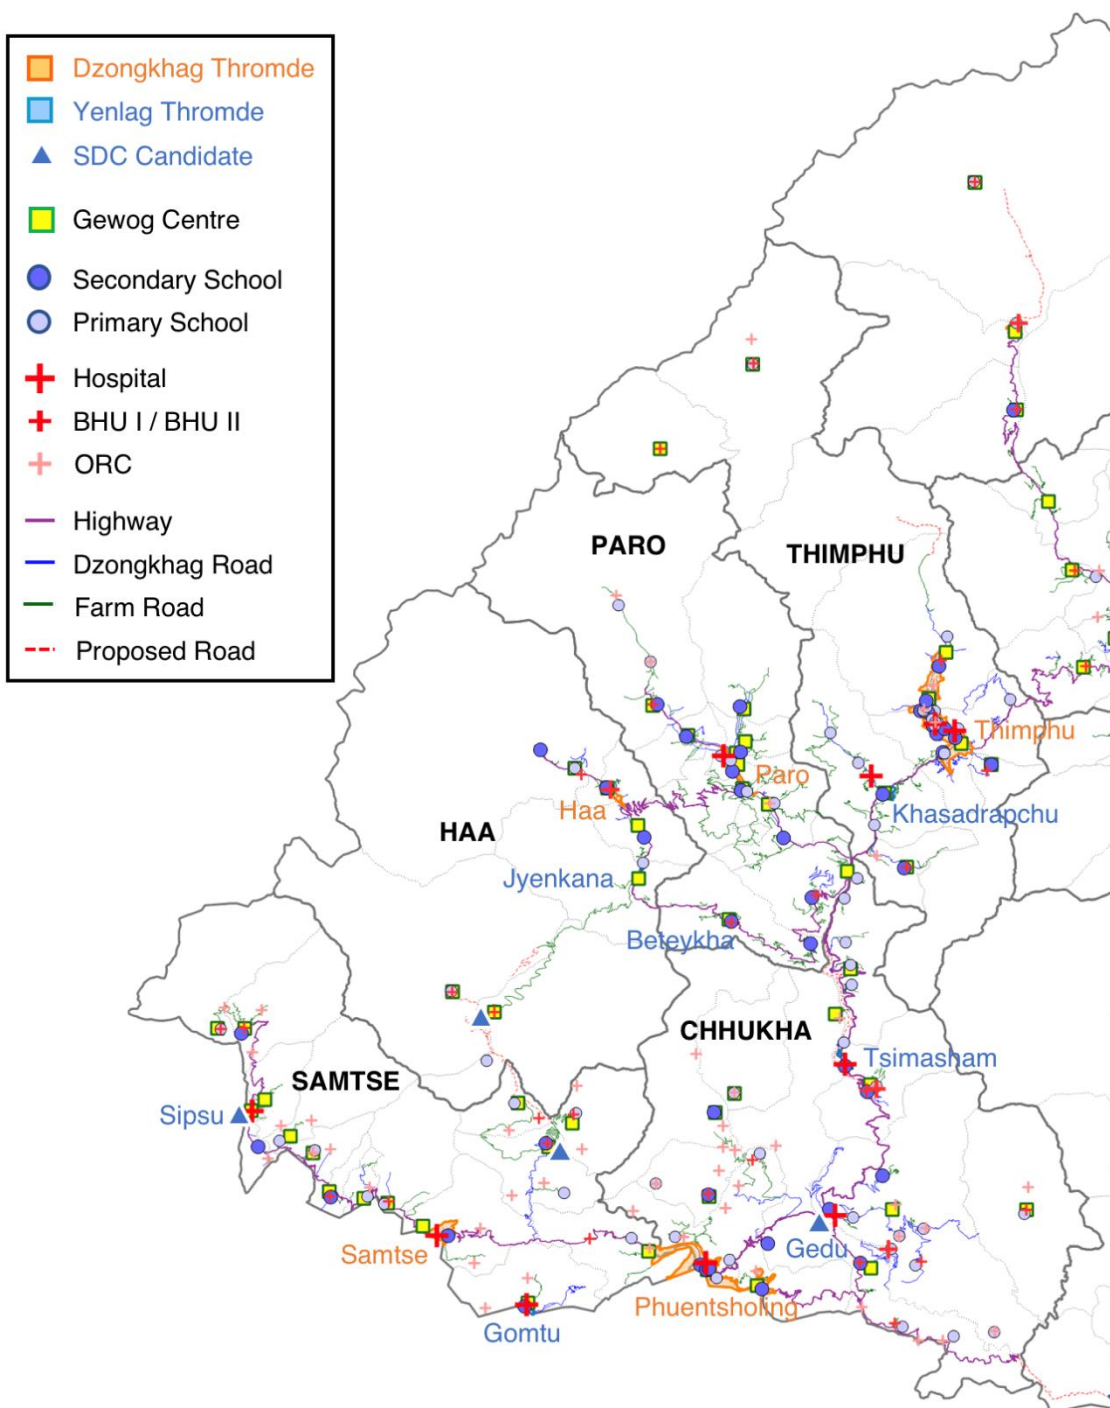 Dzongkhag Thromde
Yenlag Thromde
SDC Candidate
Gewog Centre
Secondary School
Primary School
Hospital
BHU I / BHU II
ORC
Highway
Dzongkhag Road
Farm Road
Proposed Road
PARO
THIMPHU
Thimphu
Paro
Haa
Khasadrapchu
HAA
Jyenkana
Beteykha
CHHUKHA
Tsimasham
SAMTSE
Sipsu
Samtse
Gedu
Phuentsholing
Gomtu